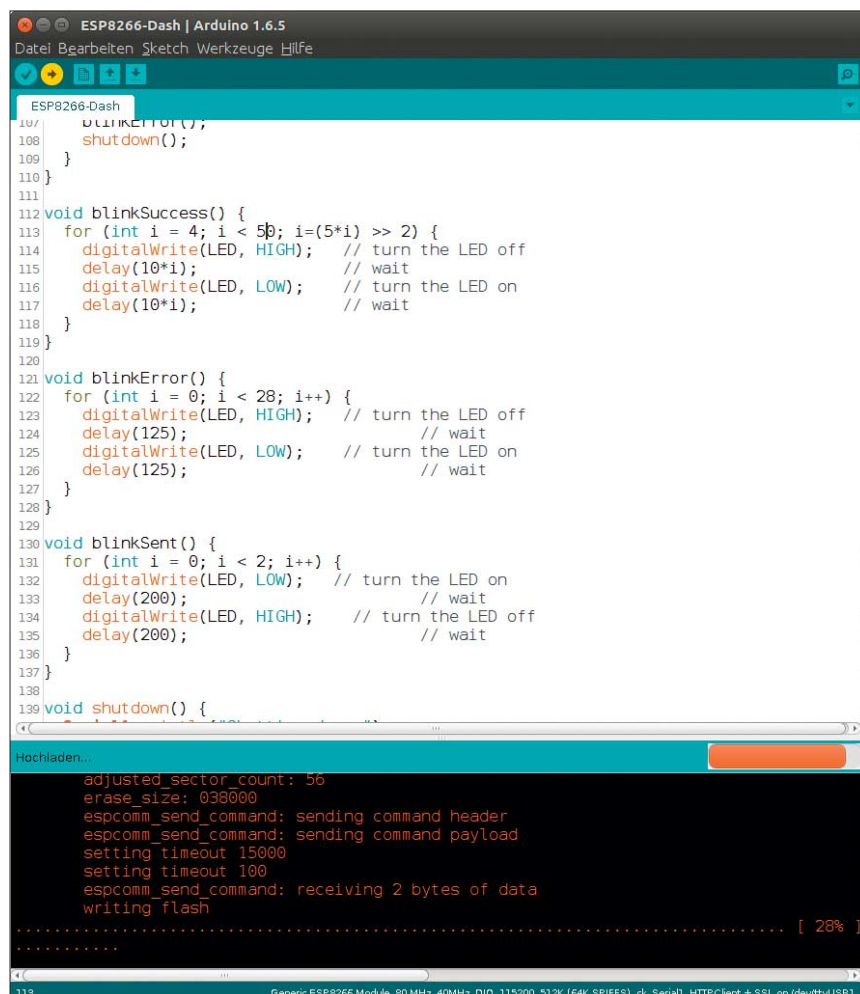 ESP8266-Dash | Arduino 1.6.5
Datei Bearbeiten Sketch Werkzeuge Hilfe
ESP8266-Dash
107 blinkError();
108 shutdown();
109 }
110 }
111
112 void blinkSuccess() {
113 for (int i = 4; i < 50; i=(5*i) >> 2) {
114 digitalWrite(LED, HIGH); // turn the LED off
115 delay(10*i); // wait
116 digitalWrite(LED, LOW); // turn the LED on
117 delay(10*i); // wait
118 }
119 }
120
121 void blinkError() {
122 for (int i = 0; i < 28; i++) {
123 digitalWrite(LED, HIGH); // turn the LED off
124 delay(125); // wait
125 digitalWrite(LED, LOW); // turn the LED on
126 delay(125); // wait
127 }
128 }
129
130 void blinkSent() {
131 for (int i = 0; i < 2; i++) {
132 digitalWrite(LED, LOW); // turn the LED on
133 delay(200); // wait
134 digitalWrite(LED, HIGH); // turn the LED off
135 delay(200); // wait
136 }
137 }
138
139 void shutdown() {
Hochladen...
adjusted_sector_count: 56
erase_size: 038000
espcomm_send_command: sending command header
espcomm_send_command: sending command payload
setting timeout 15000
setting timeout 100
espcomm_send_command: receiving 2 bytes of data
writing flash
................................................................................ [ 28% ]
...........
113 Generic ESP8266 Module, 80 MHz, 40MHz, DIO, 115200, 512K (64K SPIFFS), ck, Serial1, HTTPClient + SSL on /dev/ttyUSB1